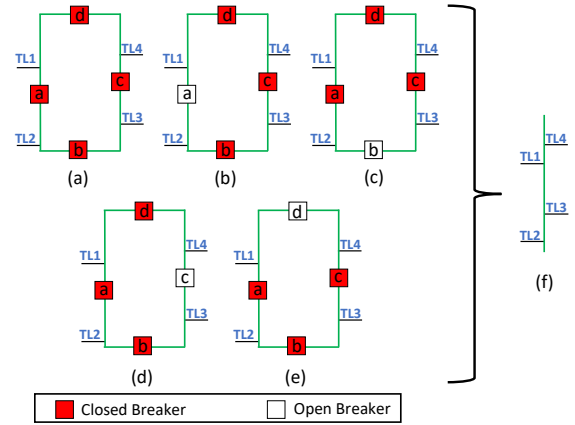 d
TL4
TL1
a
c
TL3
TL2
b
(a)
d
TL4
TL1
a
c
TL3
TL2
b
(b)
d
TL4
TL1
a
c
TL3
TL2
b
(c)
d
TL4
TL1
a
c
TL3
TL2
b
(d)
d
TL4
TL1
a
c
TL3
TL2
b
(e)
TL4
TL1
TL3
TL2
(f)
Closed Breaker
Open Breaker